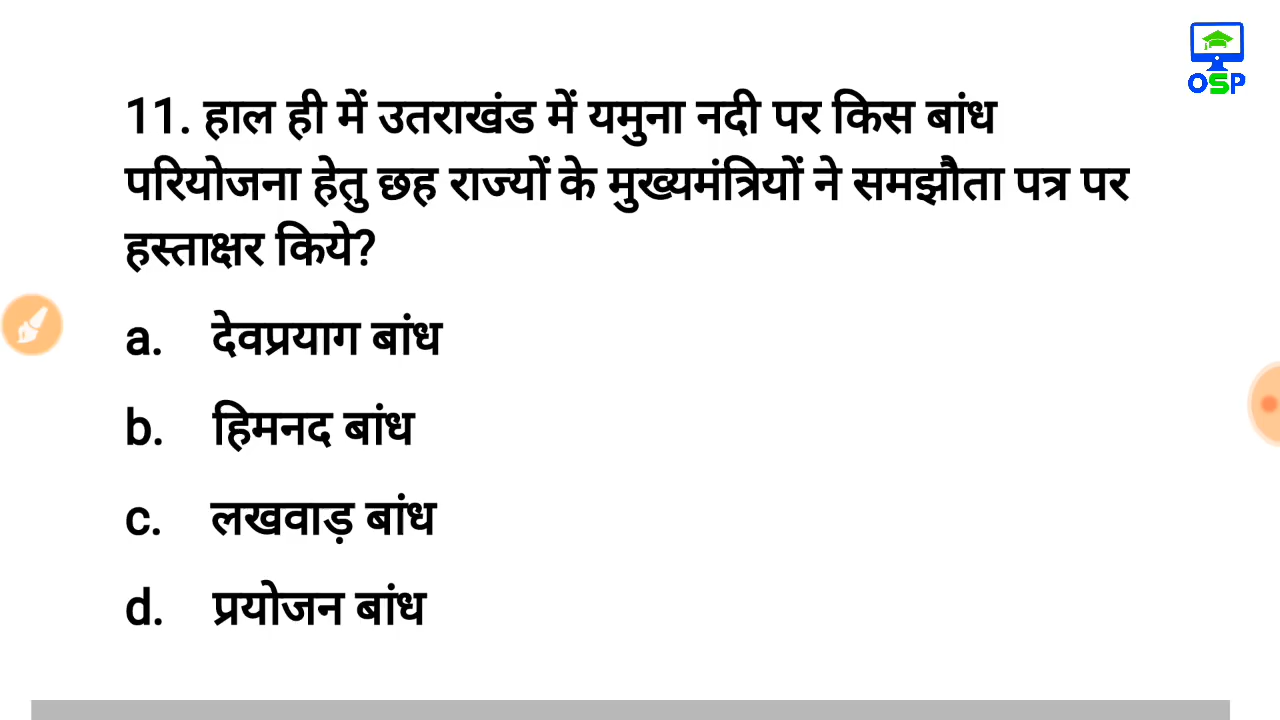 OSP
11. हाल ही में उतराखंड में यमुना नदी पर किस बांध
परियोजना हेतु छह राज्यों के मुख्यमंत्रियों ने समझौता पत्र पर
हस्ताक्षर किये?
a. देवप्रयाग बांध
b. हिमनद बांध
c. लखवाड़ बांध
d. प्रयोजन बांध